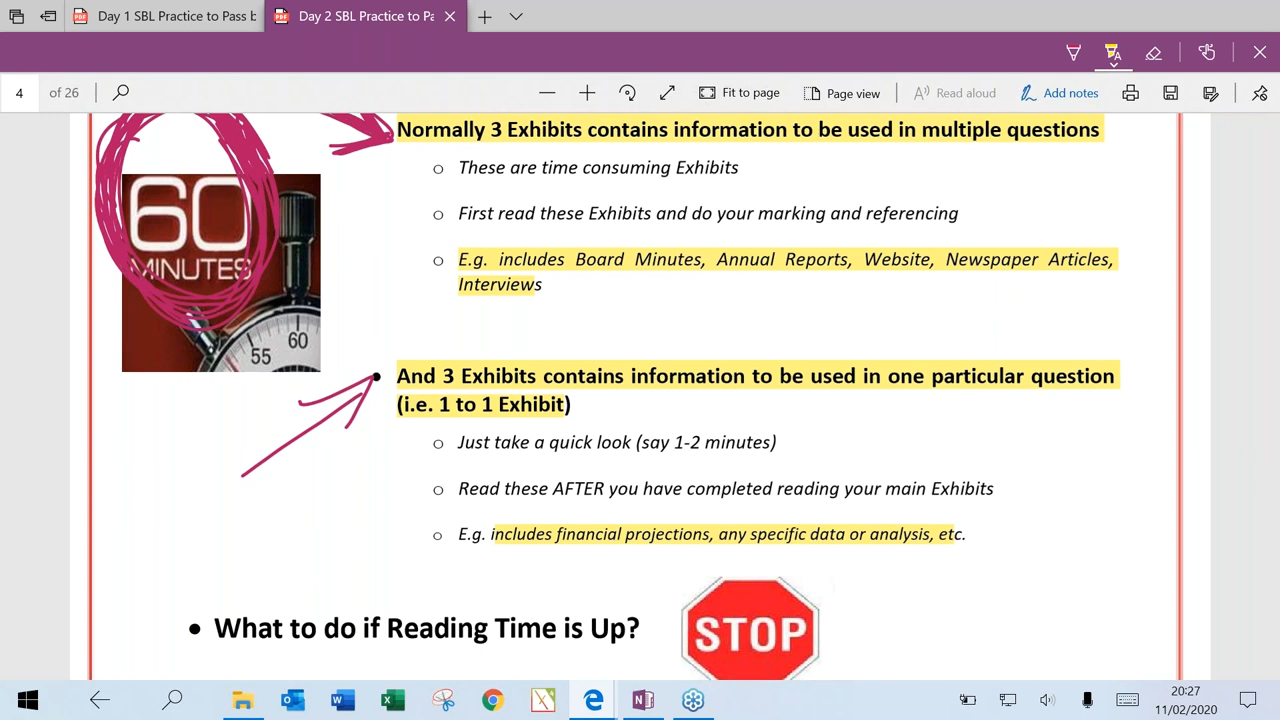 Day 1 SBL Practice to Pass b
Day 2 SBL Practice to Pa
4 of 26
Fit to page
Page view
Read aloud
Add notes
Normally 3 Exhibits contains information to be used in multiple questions
o These are time consuming Exhibits
o First read these Exhibits and do your marking and referencing
o E.g. includes Board Minutes, Annual Reports, Website, Newspaper Articles,
Interviews
60
MINUTES
60
55
• And 3 Exhibits contains information to be used in one particular question
(i.e. 1 to 1 Exhibit)
o Just take a quick look (say 1-2 minutes)
o Read these AFTER you have completed reading your main Exhibits
o E.g. includes financial projections, any specific data or analysis, etc.
• What to do if Reading Time is Up?
STOP
20:27
11/02/2020